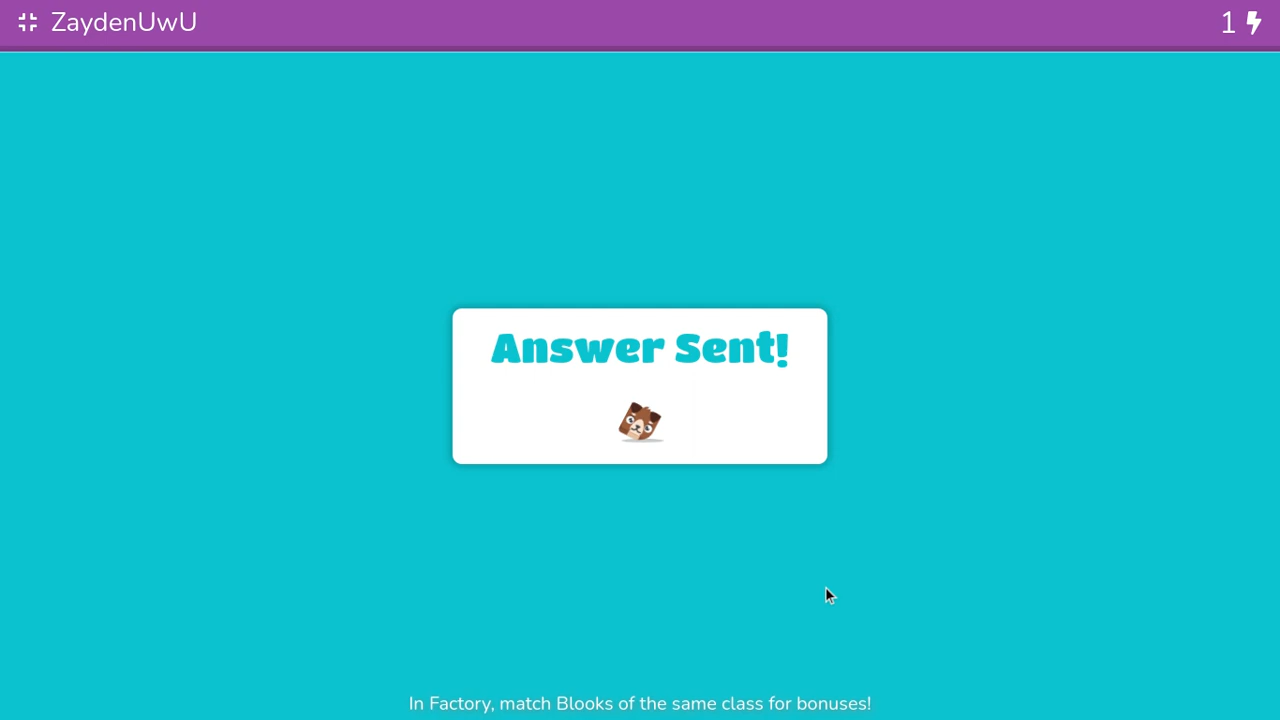 ZaydenUwU
1
Answer Sent!
In Factory, match Blooks of the same class for bonuses!